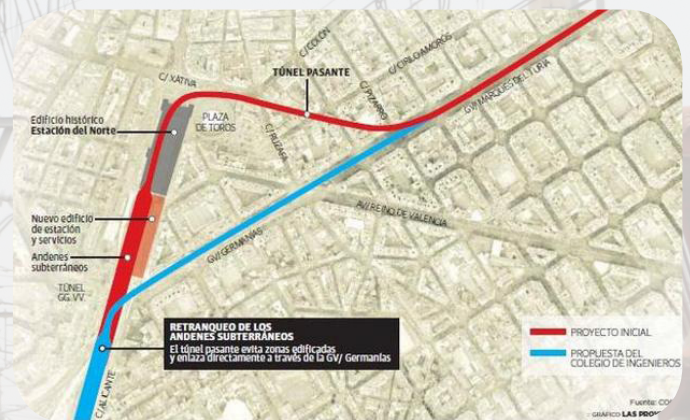 C/ COLÓN
C/ CIRILO AMORÓS
C/ XÁTIVA
TÚNEL PASANTE
C/ PIZARRO
GV/ MARQUÉS DEL TURIA
Edificio histórico
Estación del Norte
PLAZA
DE TOROS
C/ RUZAFA
AV/ REINO DE VALENCIA
Nuevo edificio
de estación
y servicios
GV/ GERMANÍAS
Andenes
subterráneos
TÚNEL
GG.VV.
RETRANQUEO DE LOS
ANDENES SUBTERRÁNEOS
El túnel pasante evita zonas edificadas
y enlaza directamente a través de la GV/ Germanías
C/ ALICANTE
PROYECTO INICIAL
PROPUESTA DEL
COLEGIO DE INGENIEROS
Fuente:
GRÁFICO LAS